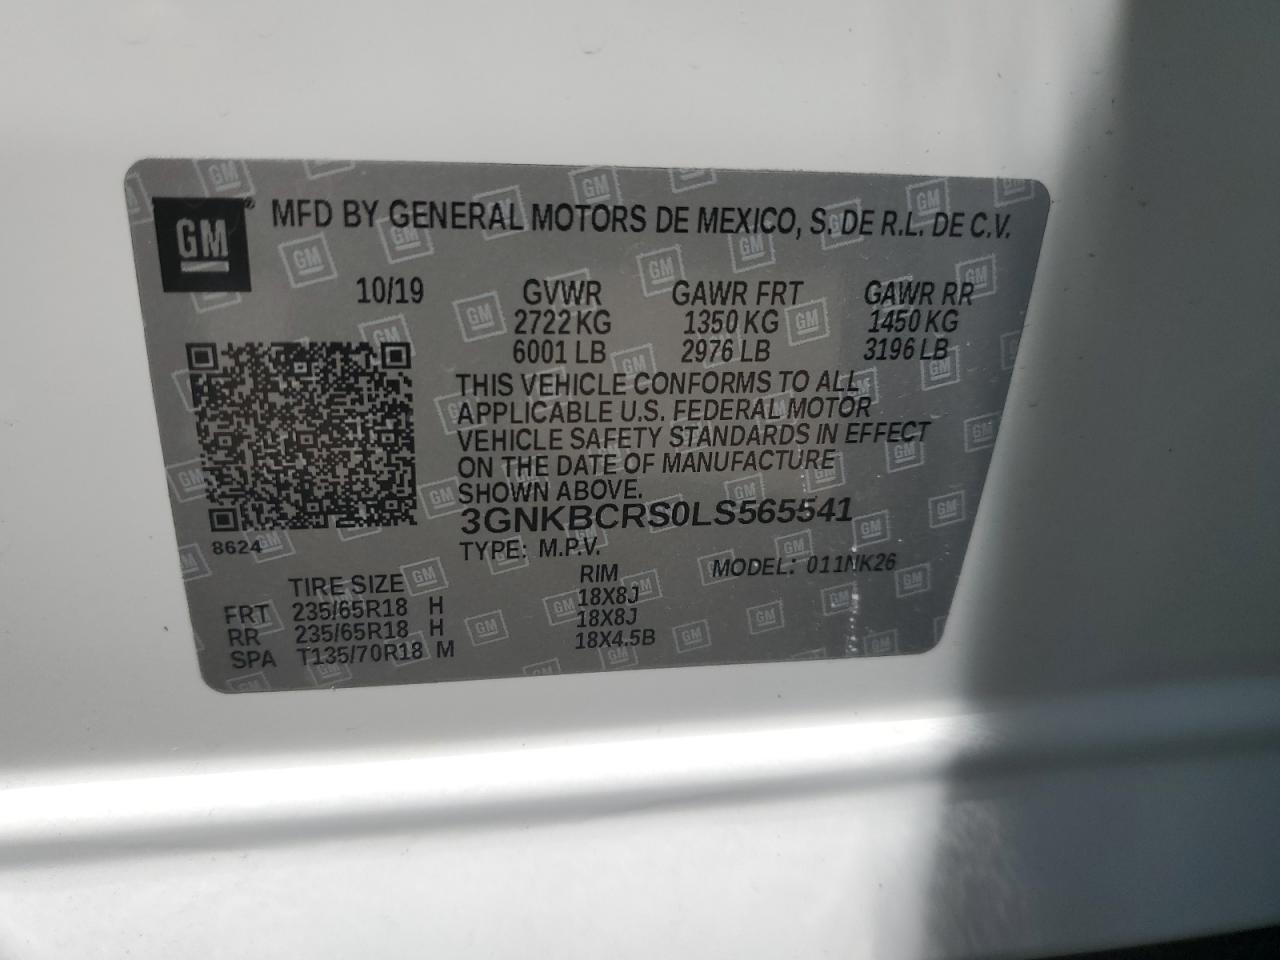 GM® MFD BY GENERAL MOTORS DE MEXICO, S. DE R.L. DE C.V.
10/19 GVWR GAWR FRT GAWR RR
2722 KG 1350 KG 1450 KG
6001 LB 2976 LB 3196 LB
THIS VEHICLE CONFORMS TO ALL
APPLICABLE U.S. FEDERAL MOTOR
VEHICLE SAFETY STANDARDS IN EFFECT
ON THE DATE OF MANUFACTURE
SHOWN ABOVE.
3GNKBCRS0LS565541
8624 TYPE: M.P.V. MODEL: 011NK26
TIRE SIZE RIM
FRT 235/65R18 H 18X8J
RR 235/65R18 H 18X8J
SPA T135/70R18 M 18X4.5B